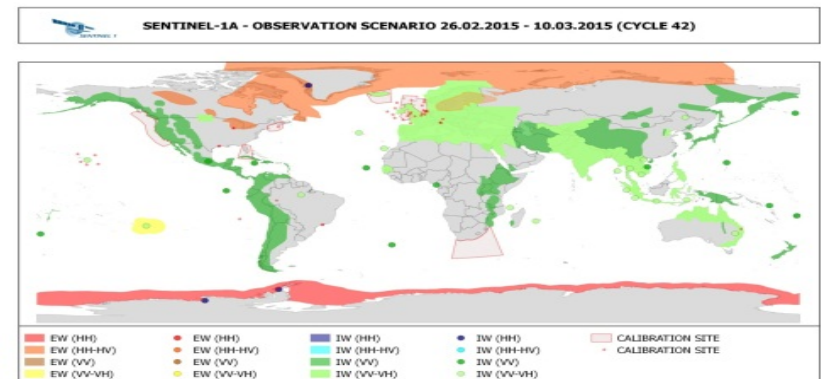 SENTINEL-1
SENTINEL-1A - OBSERVATION SCENARIO 26.02.2015 - 10.03.2015 (CYCLE 42)
EW (HH) EW (HH) IW (HH) IW (HH) CALIBRATION SITE
EW (HH-HV) EW (HH-HV) IW (HH-HV) IW (HH-HV) CALIBRATION SITE
EW (VV) EW (VV) IW (VV) IW (VV)
EW (VV-VH) EW (VV-VH) IW (VV-VH) IW (VV-VH)